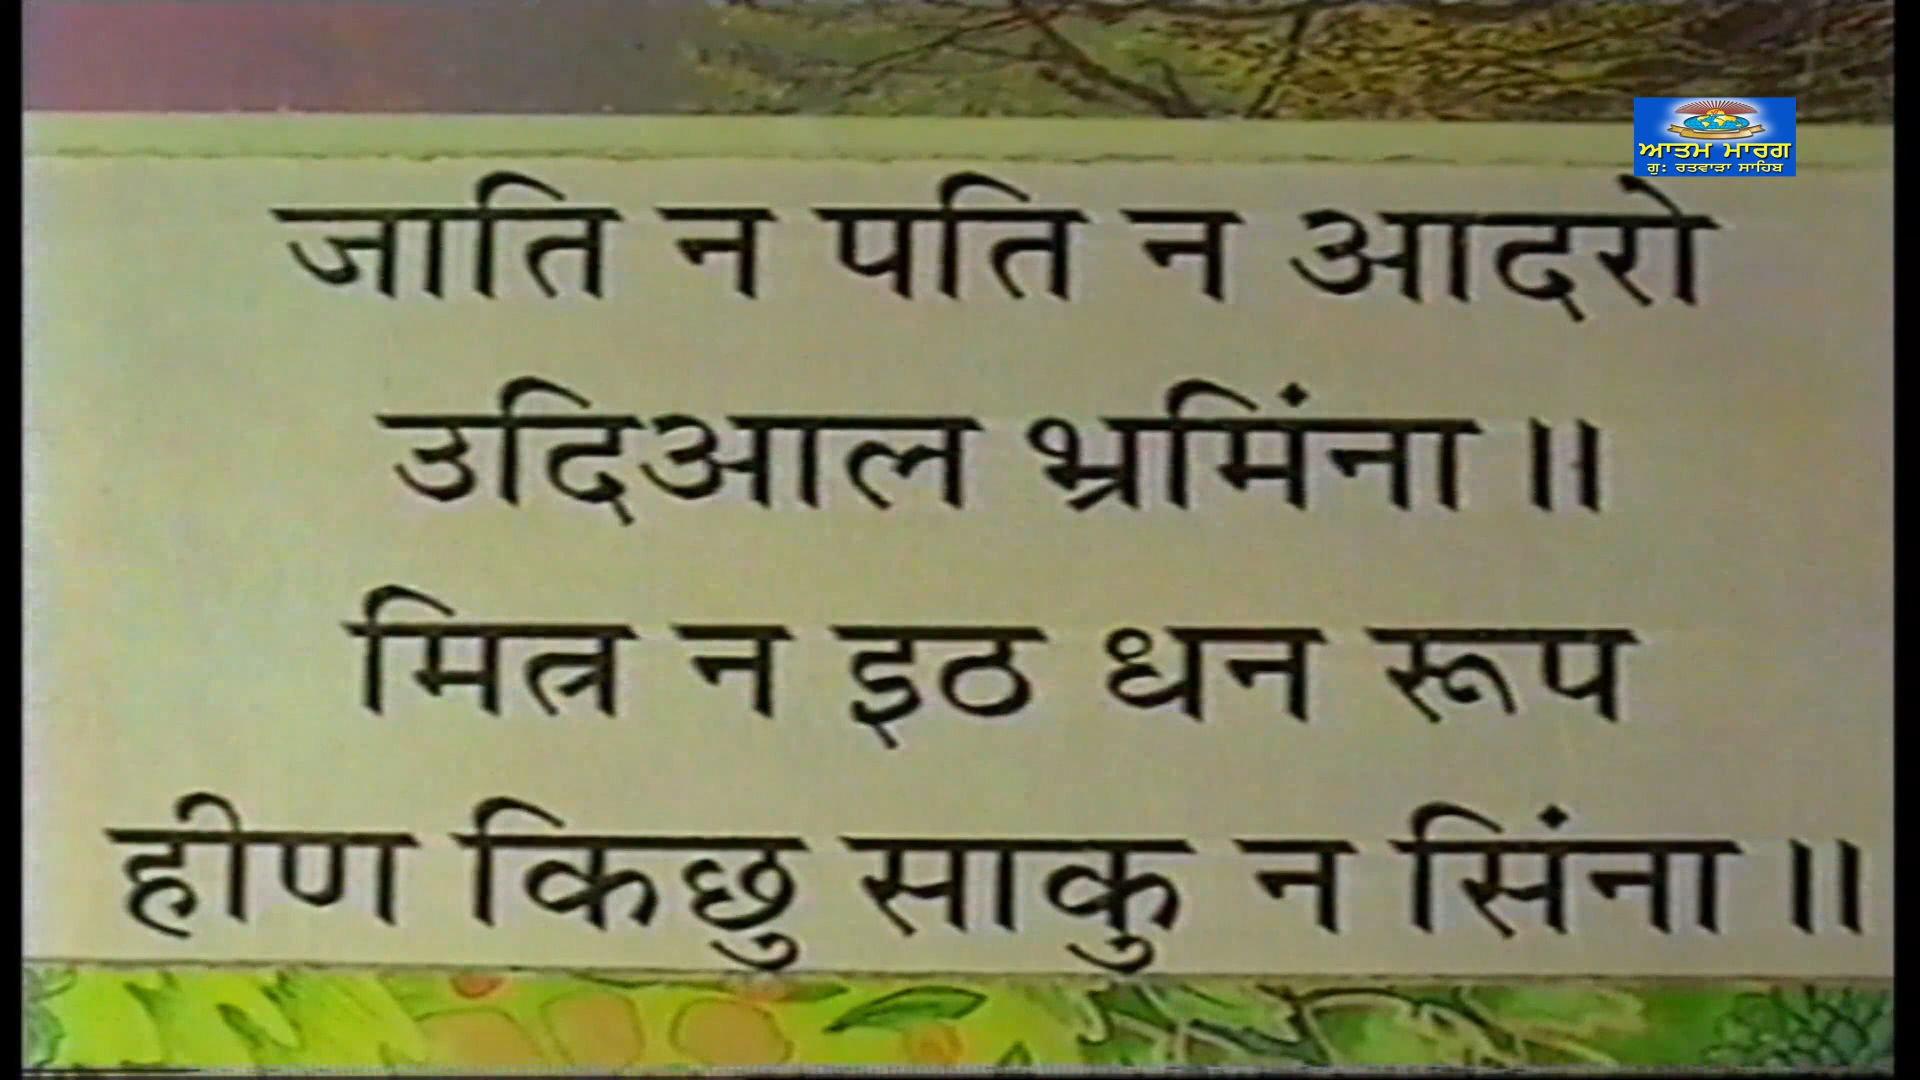 ਆਤਮ ਮਾਰਗ
ਗੁ: ਰਤਵਾੜਾ ਸਾਹਿਬ
जाति न पति न आदरो
उदिआल भ्रमिंना ॥
मित्र न इठ धन रूप
हीण किछु साकु न सिंना ॥